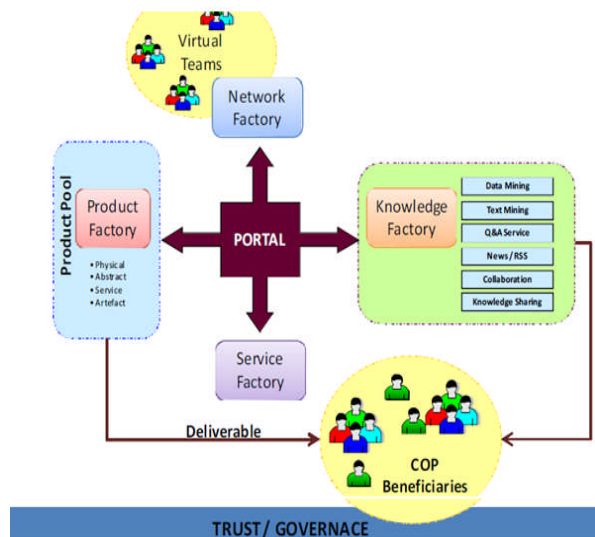 Virtual
Teams
Network
Factory
Product Pool
Product
Factory
• Physical
• Abstract
• Service
• Artefact
PORTAL
Knowledge
Factory
Data Mining
Text Mining
Q&A Service
News / RSS
Collaboration
Knowledge Sharing
Service
Factory
Deliverable
COP
Beneficiaries
TRUST/ GOVERNACE